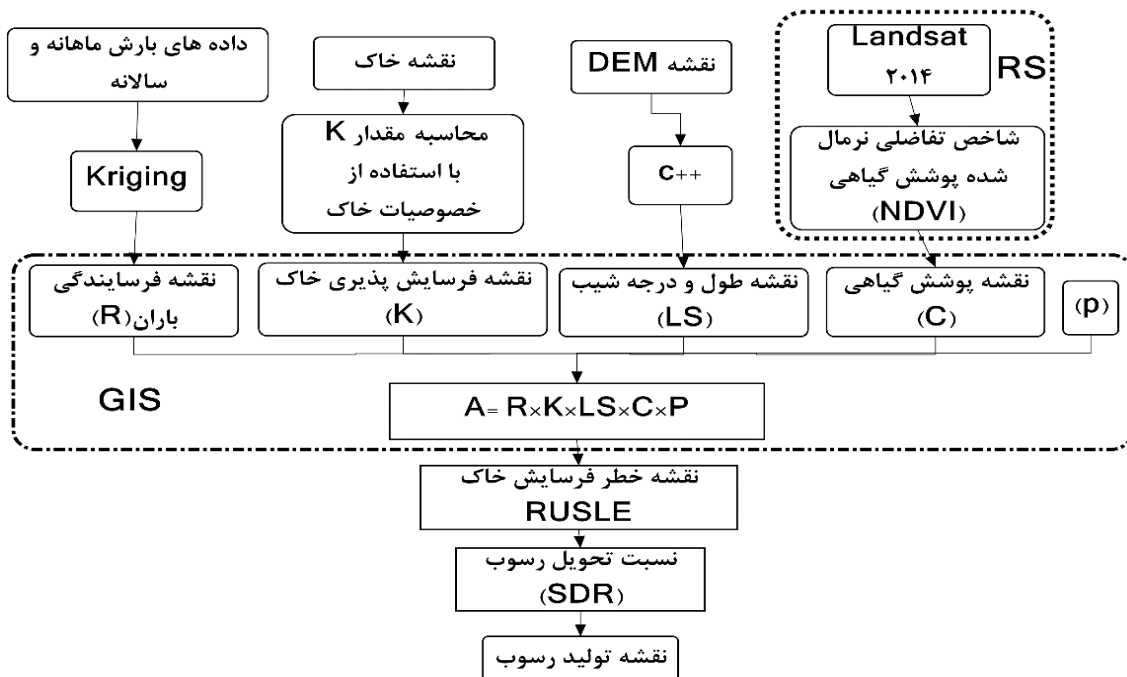 داده های بارش ماهانه و
سالانه
نقشه خاک
نقشه DEM
Landsat
۲۰۱۴
RS
Kriging
محاسبه مقدار K
با استفاده از
خصوصیات خاک
C++
شاخص تفاضلی نرمال
شده پوشش گیاهی
(NDVI)
نقشه فرسایندگی
باران(R)
نقشه فرسایش پذیری خاک
(K)
نقشه طول و درجه شیب
(LS)
نقشه پوشش گیاهی
(C)
(p)
GIS
A= R×K×LS×C×P
نقشه خطر فرسایش خاک
RUSLE
نسبت تحویل رسوب
(SDR)
نقشه تولید رسوب